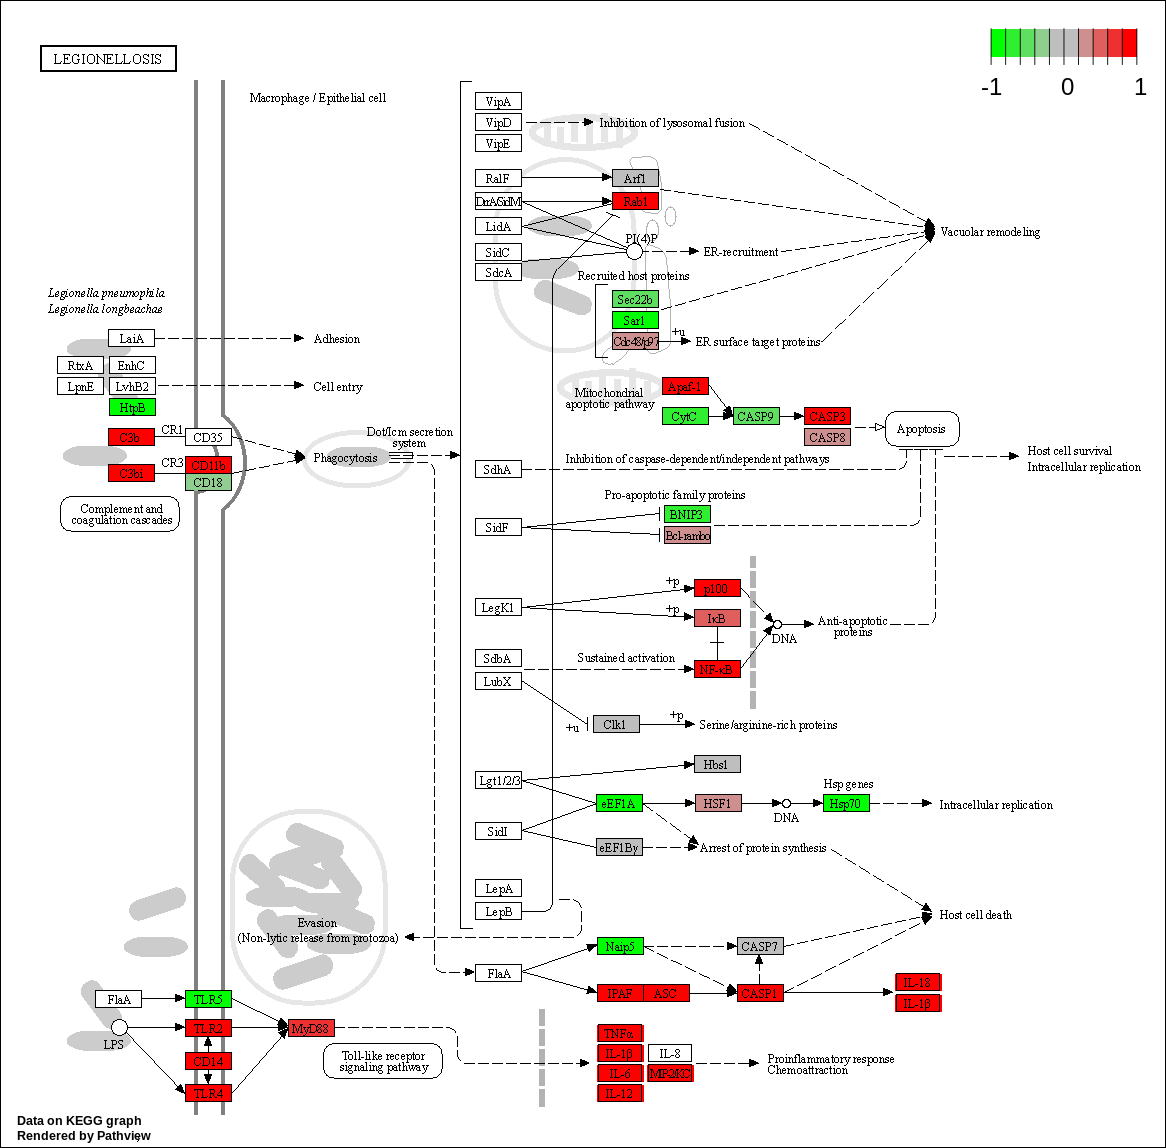 LEGIONELLOSIS
-1 0 1
Macrophage / Epithelial cell
VipA
VipD
VipE
Inhibition of lysosomal fusion
RalF
Arf1
DrrA/SidM
Rab1
LidA
PI(4)P
Vacuolar remodeling
SidC
ER-recruitment
SdcA
Recruited host proteins
Sec22b
Sar1
Cdc48/p97
+u
ER surface target proteins
Legionella pneumophila
Legionella longbeachae
LaiA
Adhesion
RtxA
EnhC
LpnE
LvhB2
Cell entry
HtpB
C3b
CR1
CD35
C3bi
CR3
CD11b
CD18
Complement and
coagulation cascades
Phagocytosis
Dot/Icm secretion
system
Mitochondrial
apoptotic pathway
Apaf-1
CytC
CASP9
CASP3
CASP8
Apoptosis
SdhA
Inhibition of caspase-dependent/independent pathways
Host cell survival
Intracellular replication
Pro-apoptotic family proteins
SidF
BNIP3
Bcl-rambo
LegK1
+p
p100
+p
IκB
DNA
Anti-apoptotic
proteins
SdbA
Sustained activation
NF-κB
LubX
+u
Clk1
+p
Serine/arginine-rich proteins
Lgt1/2/3
Hbs1
Hsp genes
eEF1A
HSF1
DNA
Hsp70
Intracellular replication
SidI
eEF1Bγ
Arrest of protein synthesis
LepA
LepB
Host cell death
Evasion
(Non-lytic release from protozoa)
Naip5
CASP7
FlaA
IPAF
ASC
CASP1
IL-18
IL-1β
FlaA
TLR5
LPS
TLR2
MyD88
CD14
TLR4
Toll-like receptor
signaling pathway
TNFα
IL-1β
IL-8
IL-6
IL-12
Proinflammatory response
Chemoattraction
Data on KEGG graph
Rendered by Pathview